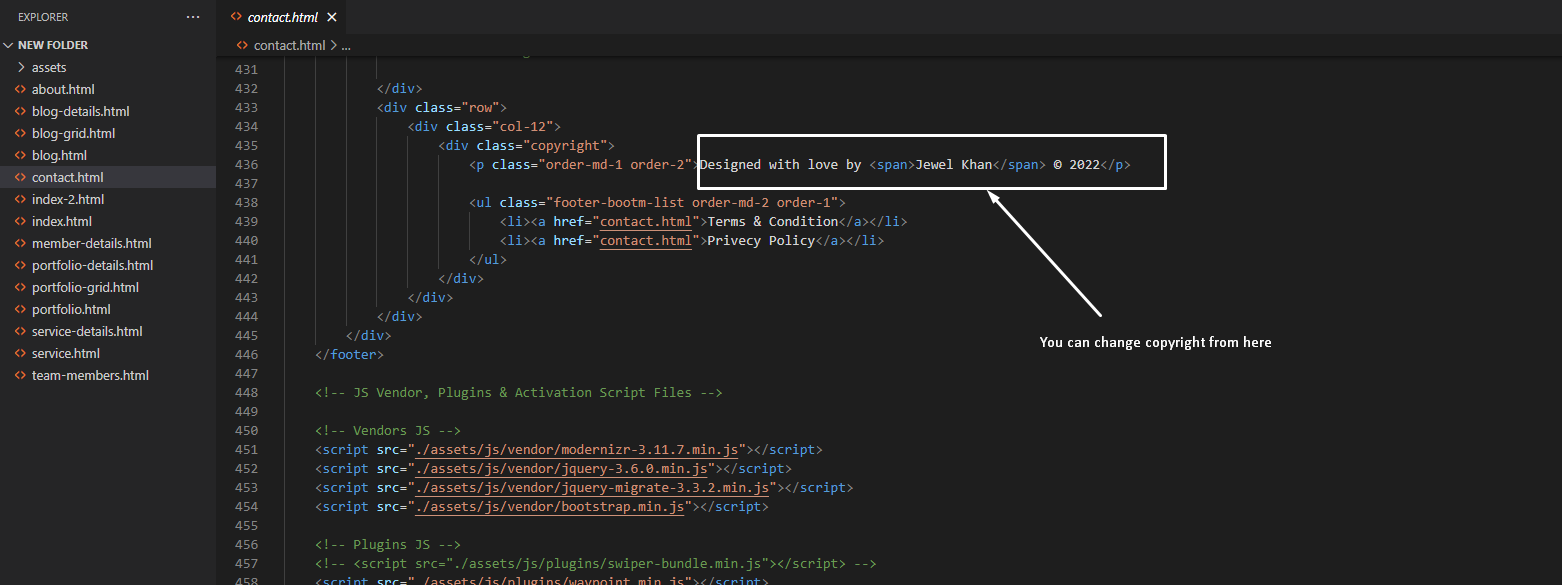 EXPLORER ...
NEW FOLDER
assets
about.html
blog-details.html
blog-grid.html
blog.html
contact.html
index-2.html
index.html
member-details.html
portfolio-details.html
portfolio-grid.html
portfolio.html
service-details.html
service.html
team-members.html
contact.html
contact.html > ...
431
432 </div>
433 <div class="row">
434 <div class="col-12">
435 <div class="copyright">
436 <p class="order-md-1 order-2">Designed with love by <span>Jewel Khan</span> © 2022</p>
437
438 <ul class="footer-bootm-list order-md-2 order-1">
439 <li><a href="contact.html">Terms & Condition</a></li>
440 <li><a href="contact.html">Privecy Policy</a></li>
441 </ul>
442 </div>
443 </div>
444 </div>
445 </div>
446 </footer>
447
448 <!-- JS Vendor, Plugins & Activation Script Files -->
449
450 <!-- Vendors JS -->
451 <script src="./assets/js/vendor/modernizr-3.11.7.min.js"></script>
452 <script src="./assets/js/vendor/jquery-3.6.0.min.js"></script>
453 <script src="./assets/js/vendor/jquery-migrate-3.3.2.min.js"></script>
454 <script src="./assets/js/vendor/bootstrap.min.js"></script>
455
456 <!-- Plugins JS -->
457 <!-- <script src="./assets/js/plugins/swiper-bundle.min.js"></script> -->
458 <script src="./assets/js/plugins/waypoint.min.js"></script>
You can change copyright from here